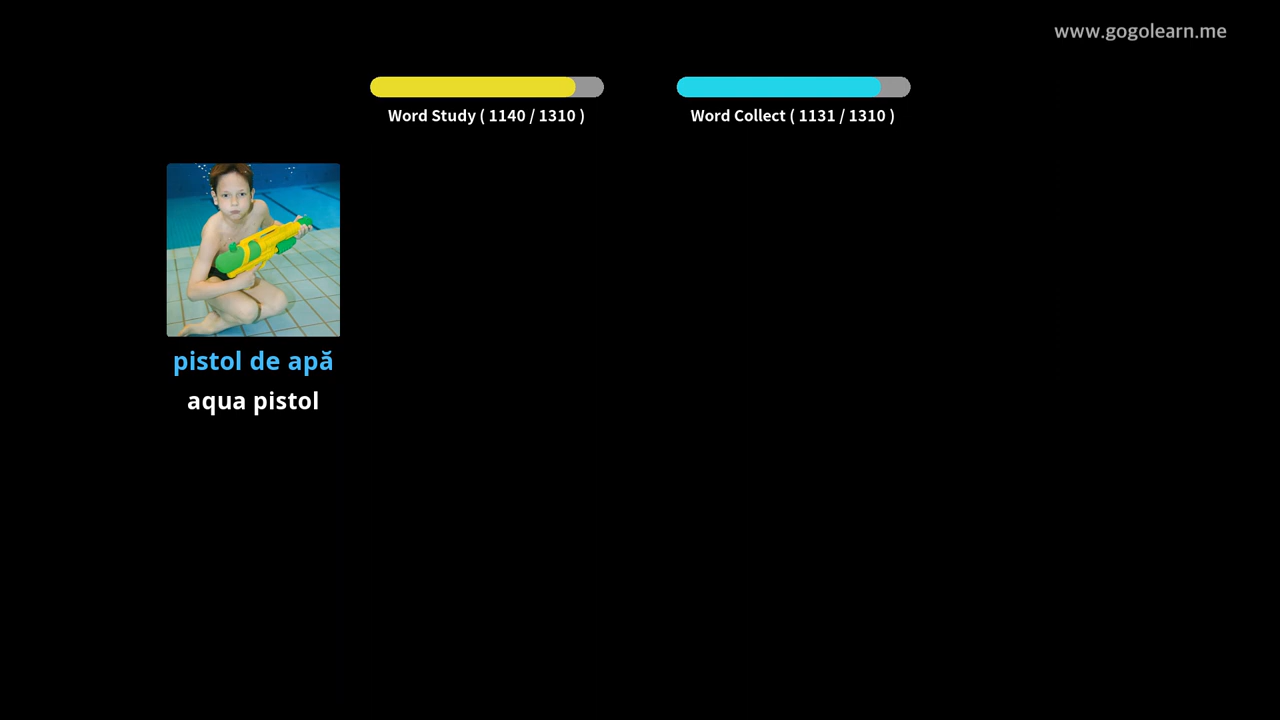 www.gogolearn.me
Word Study ( 1140 / 1310 )
Word Collect ( 1131 / 1310 )
pistol de apă
aqua pistol